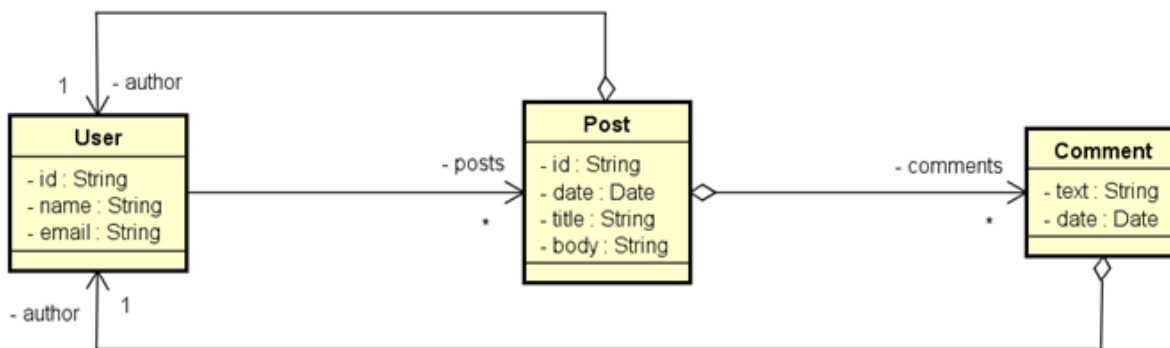 1
- author
User
- id : String
- name : String
- email : String
- posts
*
Post
- id : String
- date : Date
- title : String
- body : String
- comments
*
Comment
- text : String
- date : Date
- author
1